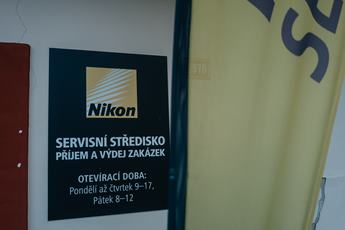 Nikon
SERVISNÍ STŘEDISKO
PŘÍJEM A VÝDEJ ZAKÁZEK
OTEVÍRACÍ DOBA:
Pondělí až čtvrtek 9–17,
Pátek 8–12